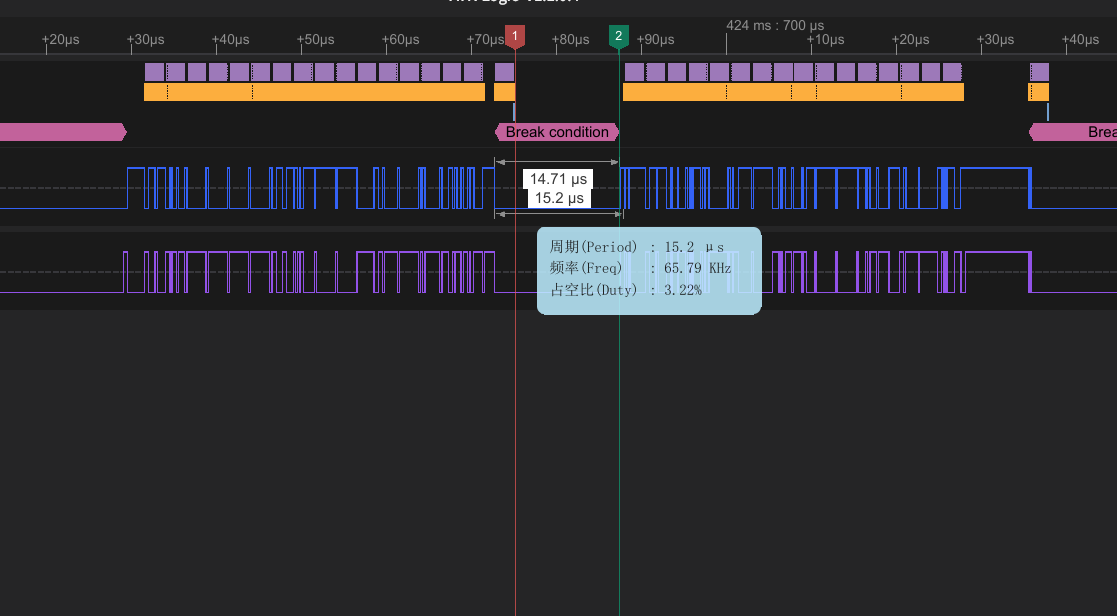 424 ms : 700 μs
+20μs +30μs +40μs +50μs +60μs +70μs 1 +80μs 2 +90μs +10μs +20μs +30μs +40μs
Break condition
14.71 μs
15.2 μs
周期(Period) : 15.2 μs
频率(Freq) : 65.79 KHz
占空比(Duty) : 3.22%